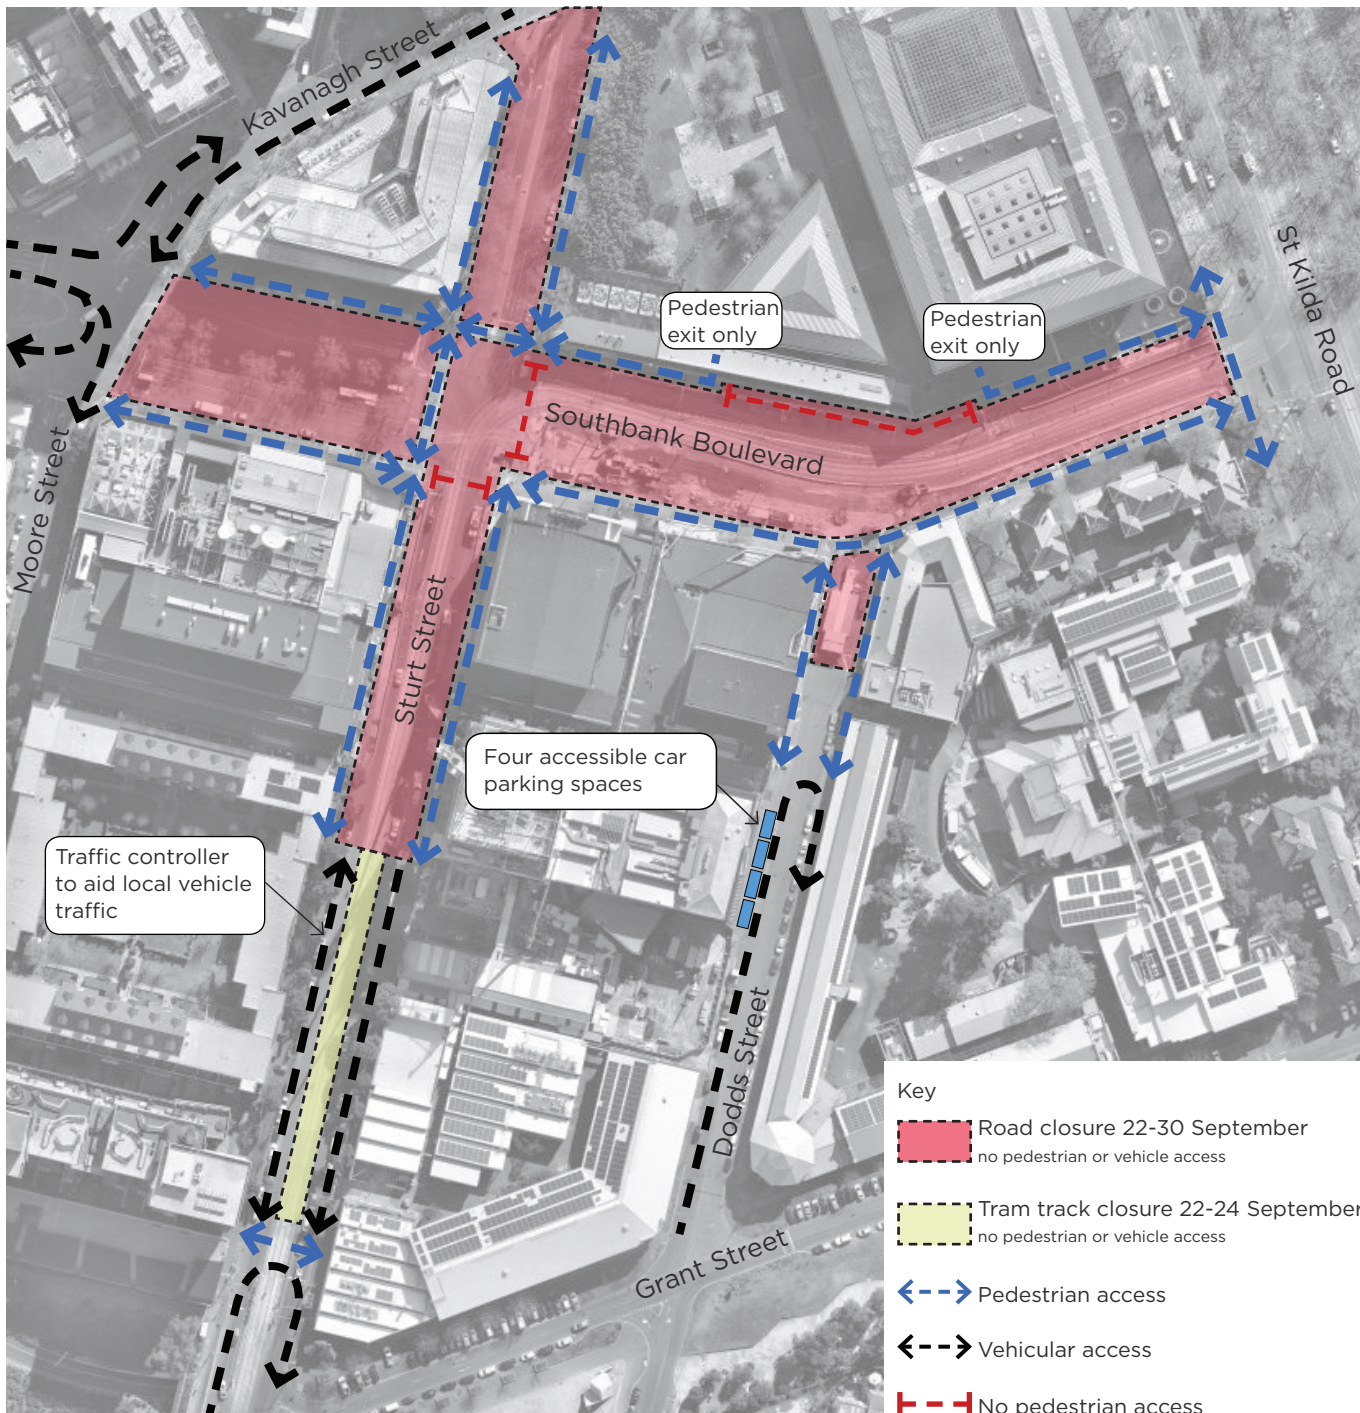 Kavanagh Street
St Kilda Road
Pedestrian
exit only
Pedestrian
exit only
Southbank Boulevard
Moore Street
Sturt Street
Four accessible car
parking spaces
Traffic controller
to aid local vehicle
traffic
Dodds Street
Grant Street
Key
Road closure 22-30 September
no pedestrian or vehicle access
Tram track closure 22-24 September
no pedestrian or vehicle access
Pedestrian access
Vehicular access
No pedestrian access